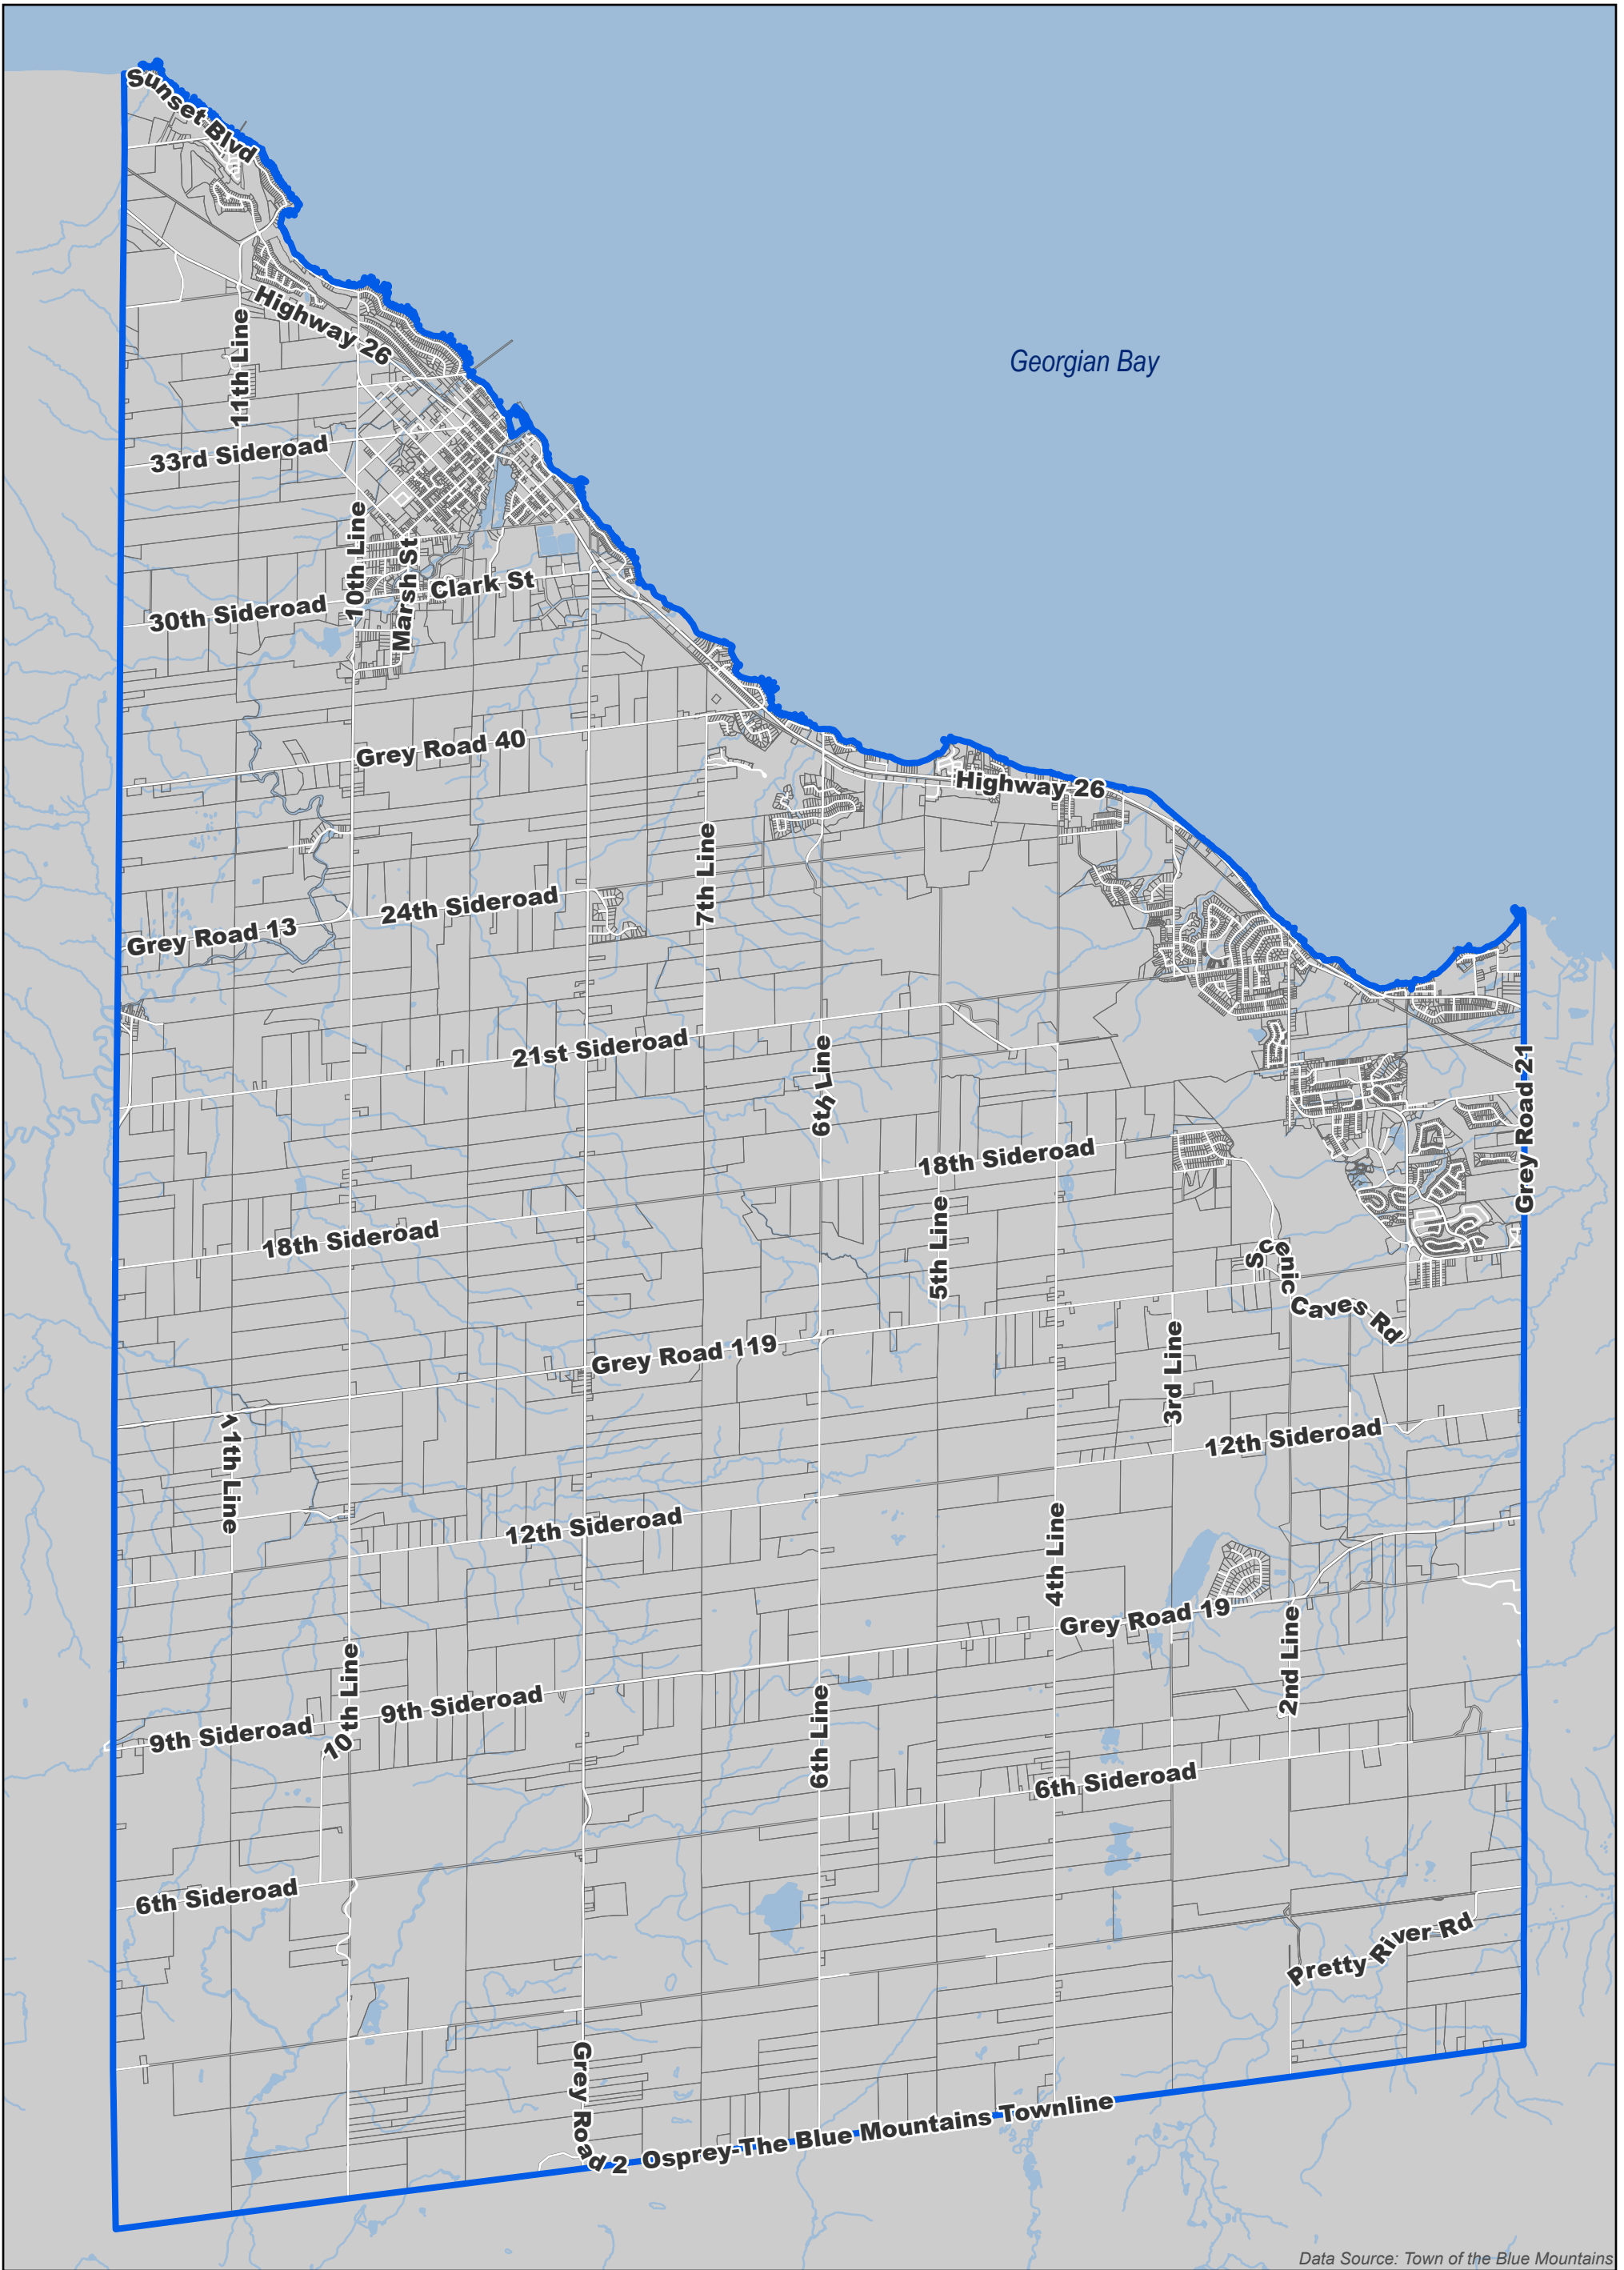 Sunset Blvd
Highway 26
11th Line
Georgian Bay
33rd Sideroad
10th Line
Marsh St
Clark St
30th Sideroad
Grey Road 40
Highway 26
7th Line
24th Sideroad
Grey Road 13
21st Sideroad
6th Line
Grey Road 21
18th Sideroad
18th Sideroad
5th Line
Scenic Caves Rd
Grey Road 119
3rd Line
11th Line
12th Sideroad
12th Sideroad
4th Line
Grey Road 19
2nd Line
10th Line
9th Sideroad
9th Sideroad
6th Line
6th Sideroad
6th Sideroad
Pretty River Rd
Grey Road 2
Osprey-The Blue Mountains Townline
Data Source: Town of the Blue Mountains